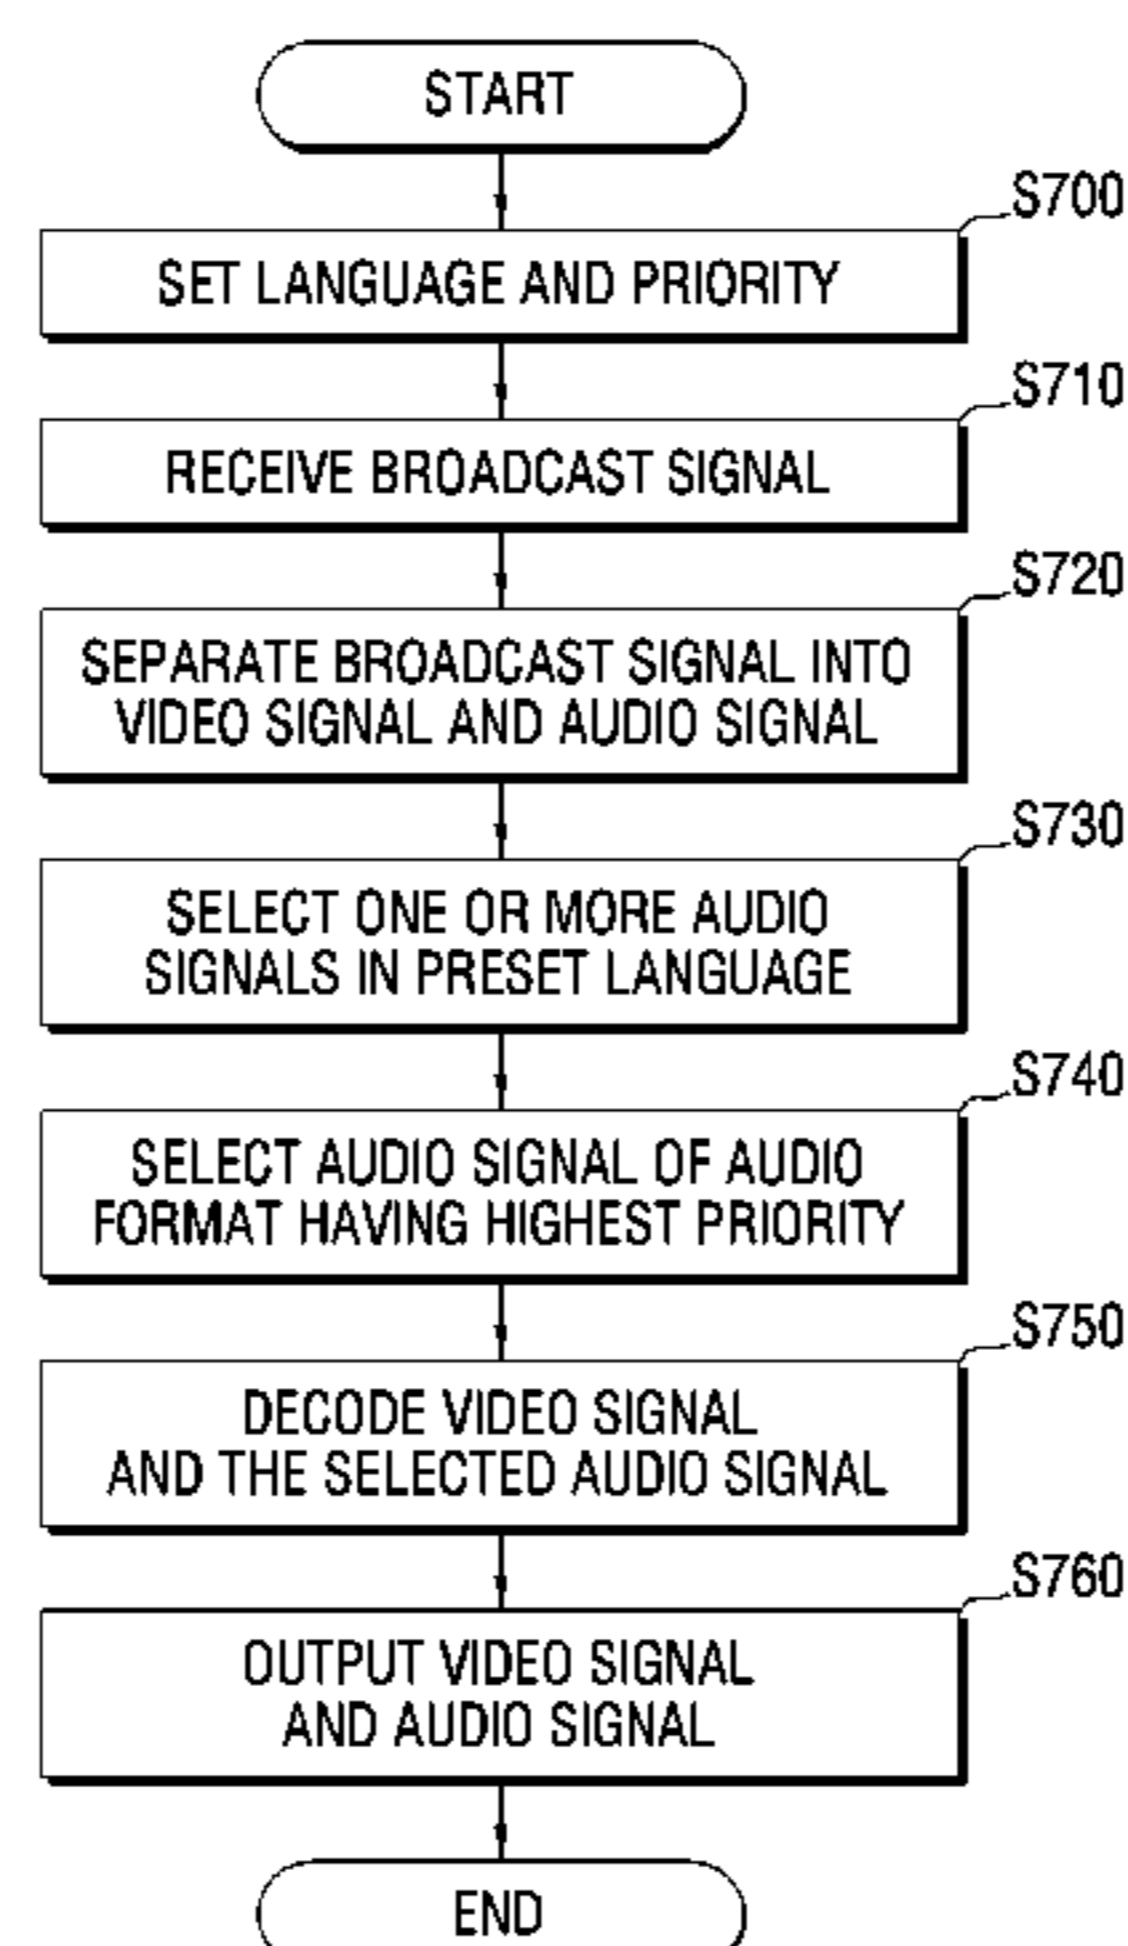 START
S700
SET LANGUAGE AND PRIORITY
S710
RECEIVE BROADCAST SIGNAL
S720
SEPARATE BROADCAST SIGNAL INTO
VIDEO SIGNAL AND AUDIO SIGNAL
S730
SELECT ONE OR MORE AUDIO
SIGNALS IN PRESET LANGUAGE
S740
SELECT AUDIO SIGNAL OF AUDIO
FORMAT HAVING HIGHEST PRIORITY
S750
DECODE VIDEO SIGNAL
AND THE SELECTED AUDIO SIGNAL
S760
OUTPUT VIDEO SIGNAL
AND AUDIO SIGNAL
END